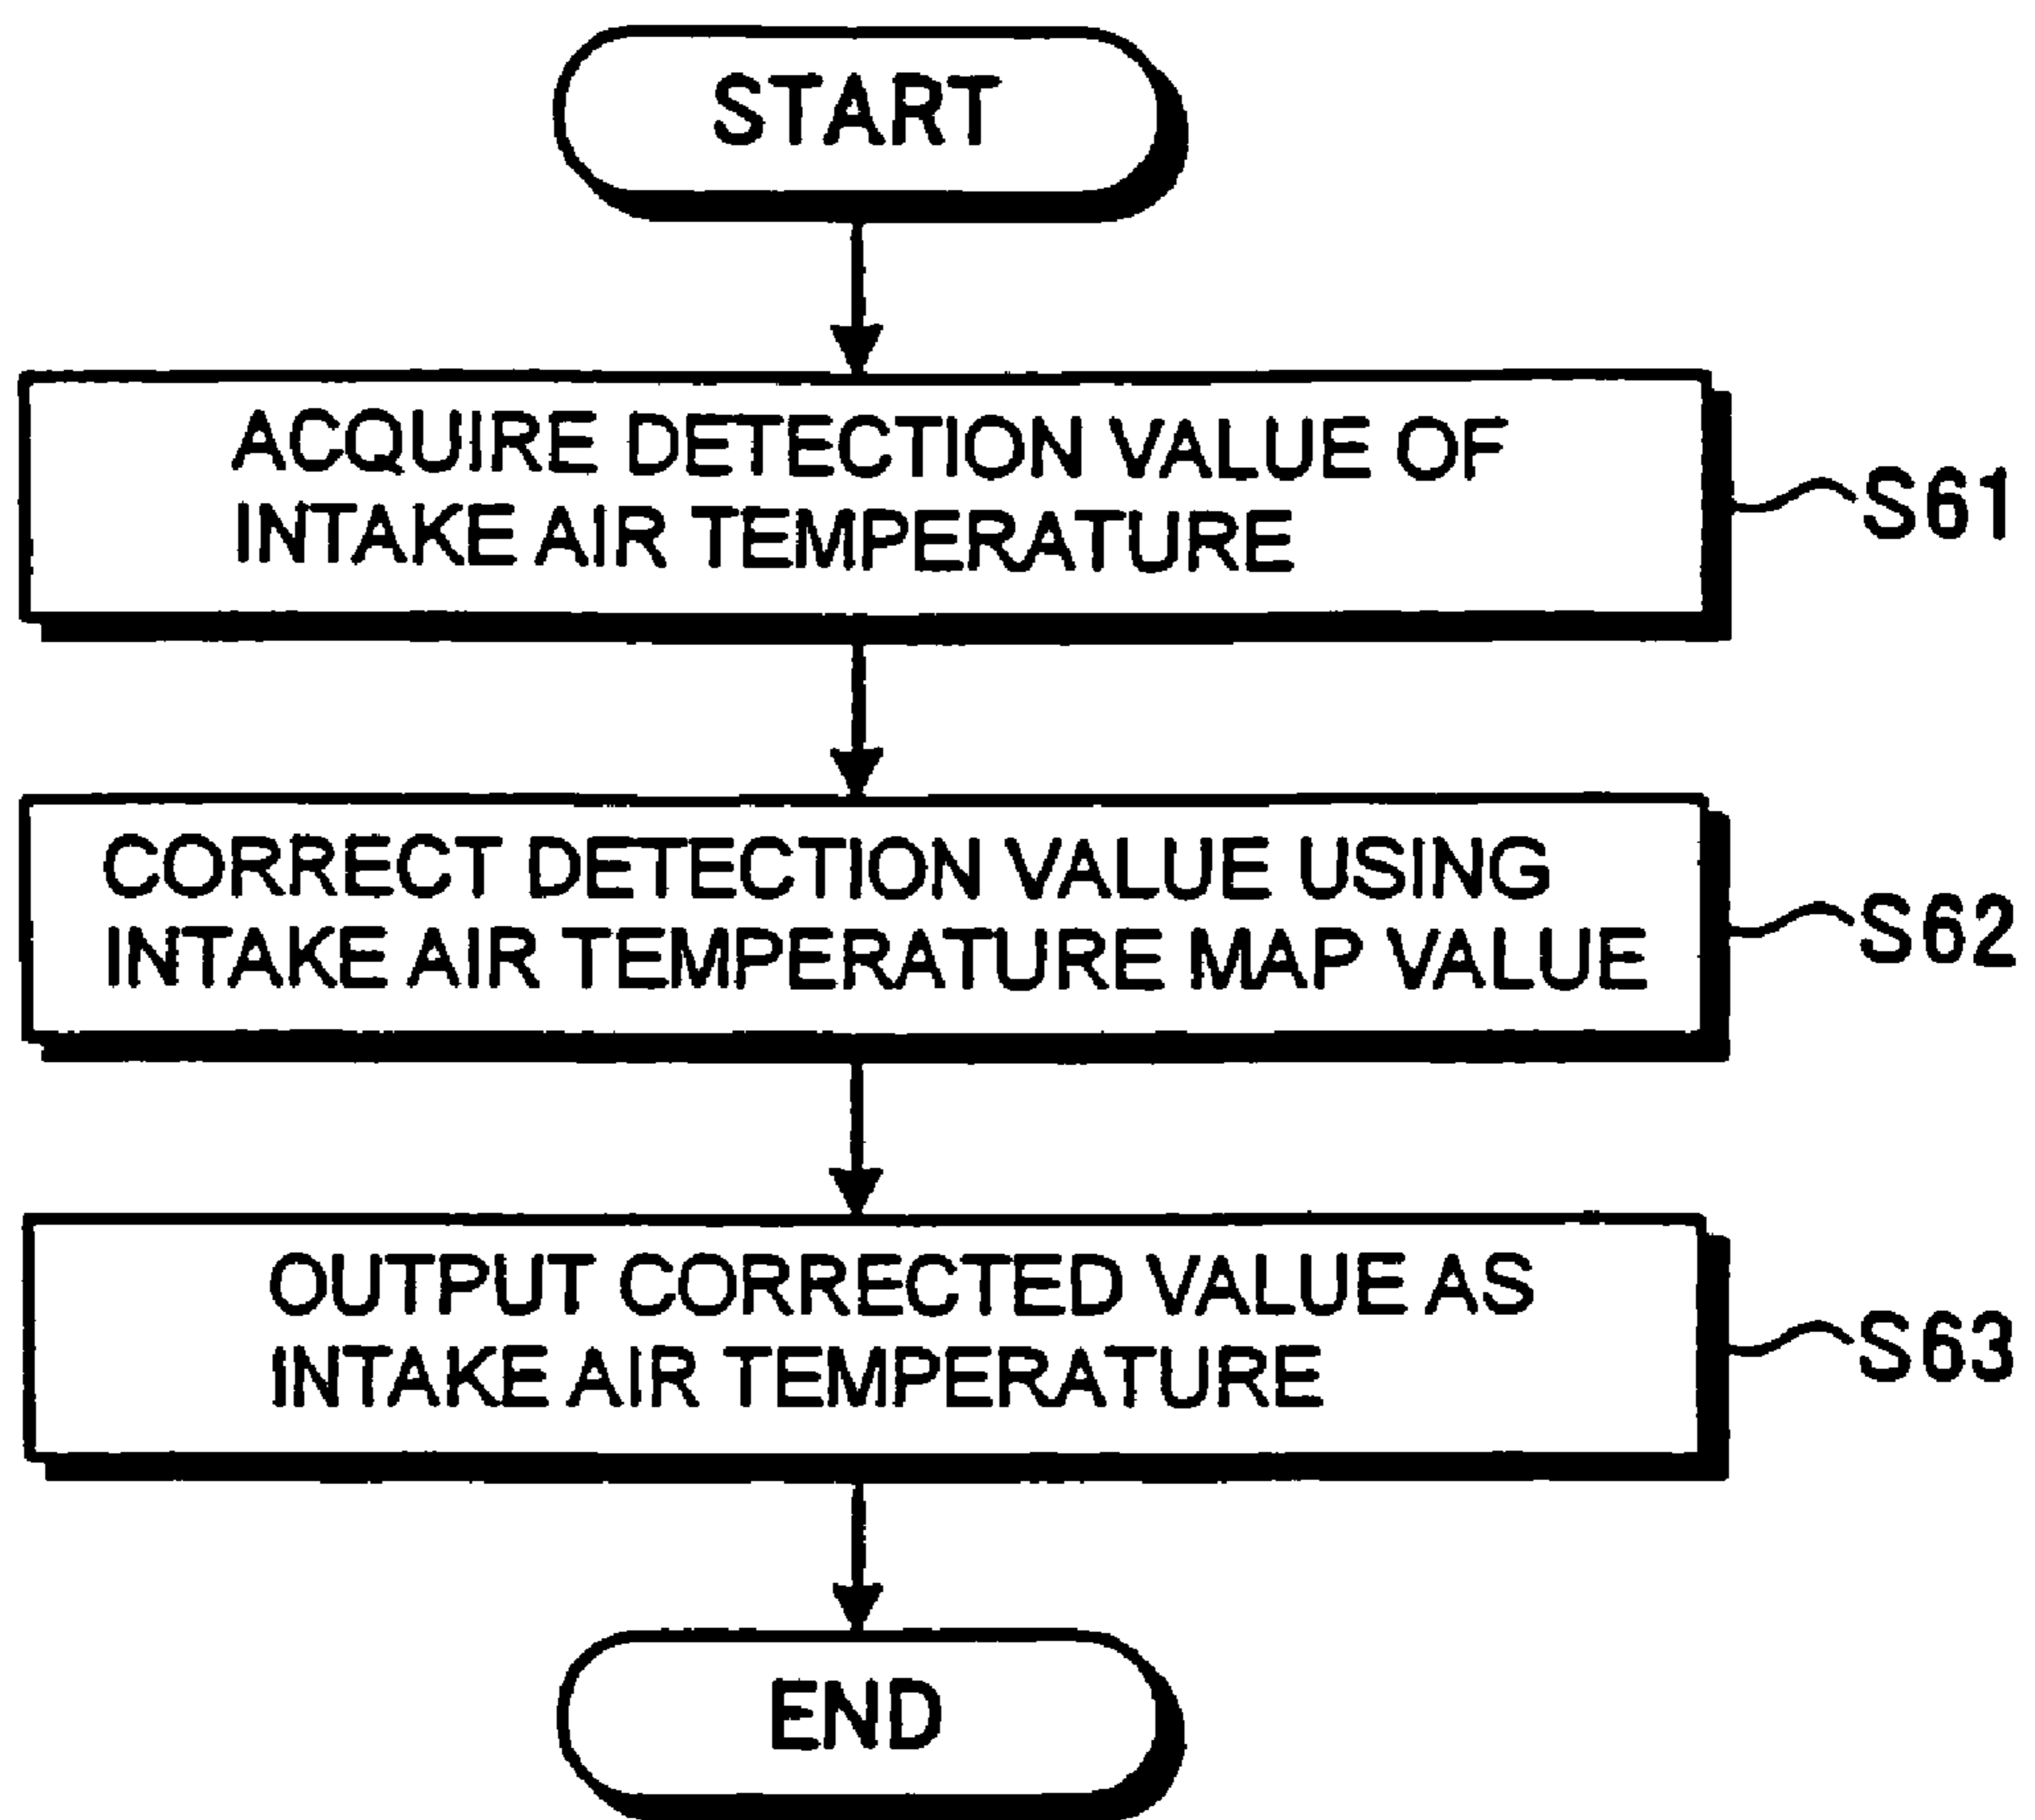 START
ACQUIRE DETECTION VALUE OF
INTAKE AIR TEMPERATURE
S61
CORRECT DETECTION VALUE USING
INTAKE AIR TEMPERATURE MAP VALUE
S62
OUTPUT CORRECTED VALUE AS
INTAKE AIR TEMPERATURE
S63
END